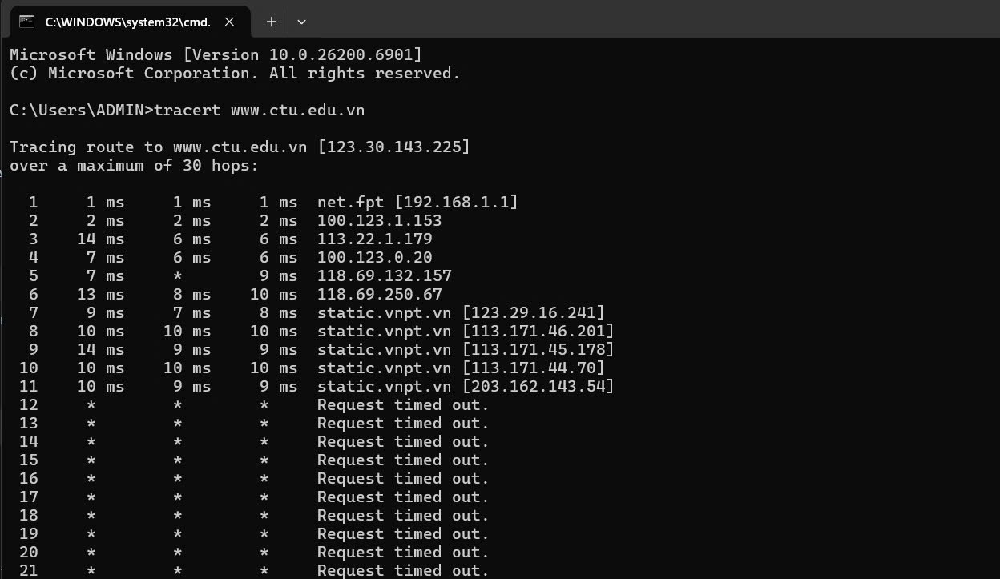 C:\WINDOWS\system32\cmd.
Microsoft Windows [Version 10.0.26200.6901]
(c) Microsoft Corporation. All rights reserved.
C:\Users\ADMIN>tracert www.ctu.edu.vn
Tracing route to www.ctu.edu.vn [123.30.143.225]
over a maximum of 30 hops:
1 1 ms 1 ms 1 ms net.fpt [192.168.1.1]
2 2 ms 2 ms 2 ms 100.123.1.153
3 14 ms 6 ms 6 ms 113.22.1.179
4 7 ms 6 ms 6 ms 100.123.0.20
5 7 ms * 9 ms 118.69.132.157
6 13 ms 8 ms 10 ms 118.69.250.67
7 9 ms 7 ms 8 ms static.vnpt.vn [123.29.16.241]
8 10 ms 10 ms 10 ms static.vnpt.vn [113.171.46.201]
9 14 ms 9 ms 9 ms static.vnpt.vn [113.171.45.178]
10 10 ms 10 ms 10 ms static.vnpt.vn [113.171.44.70]
11 10 ms 9 ms 9 ms static.vnpt.vn [203.162.143.54]
12 * * * Request timed out.
13 * * * Request timed out.
14 * * * Request timed out.
15 * * * Request timed out.
16 * * * Request timed out.
17 * * * Request timed out.
18 * * * Request timed out.
19 * * * Request timed out.
20 * * * Request timed out.
21 * * * Request timed out.